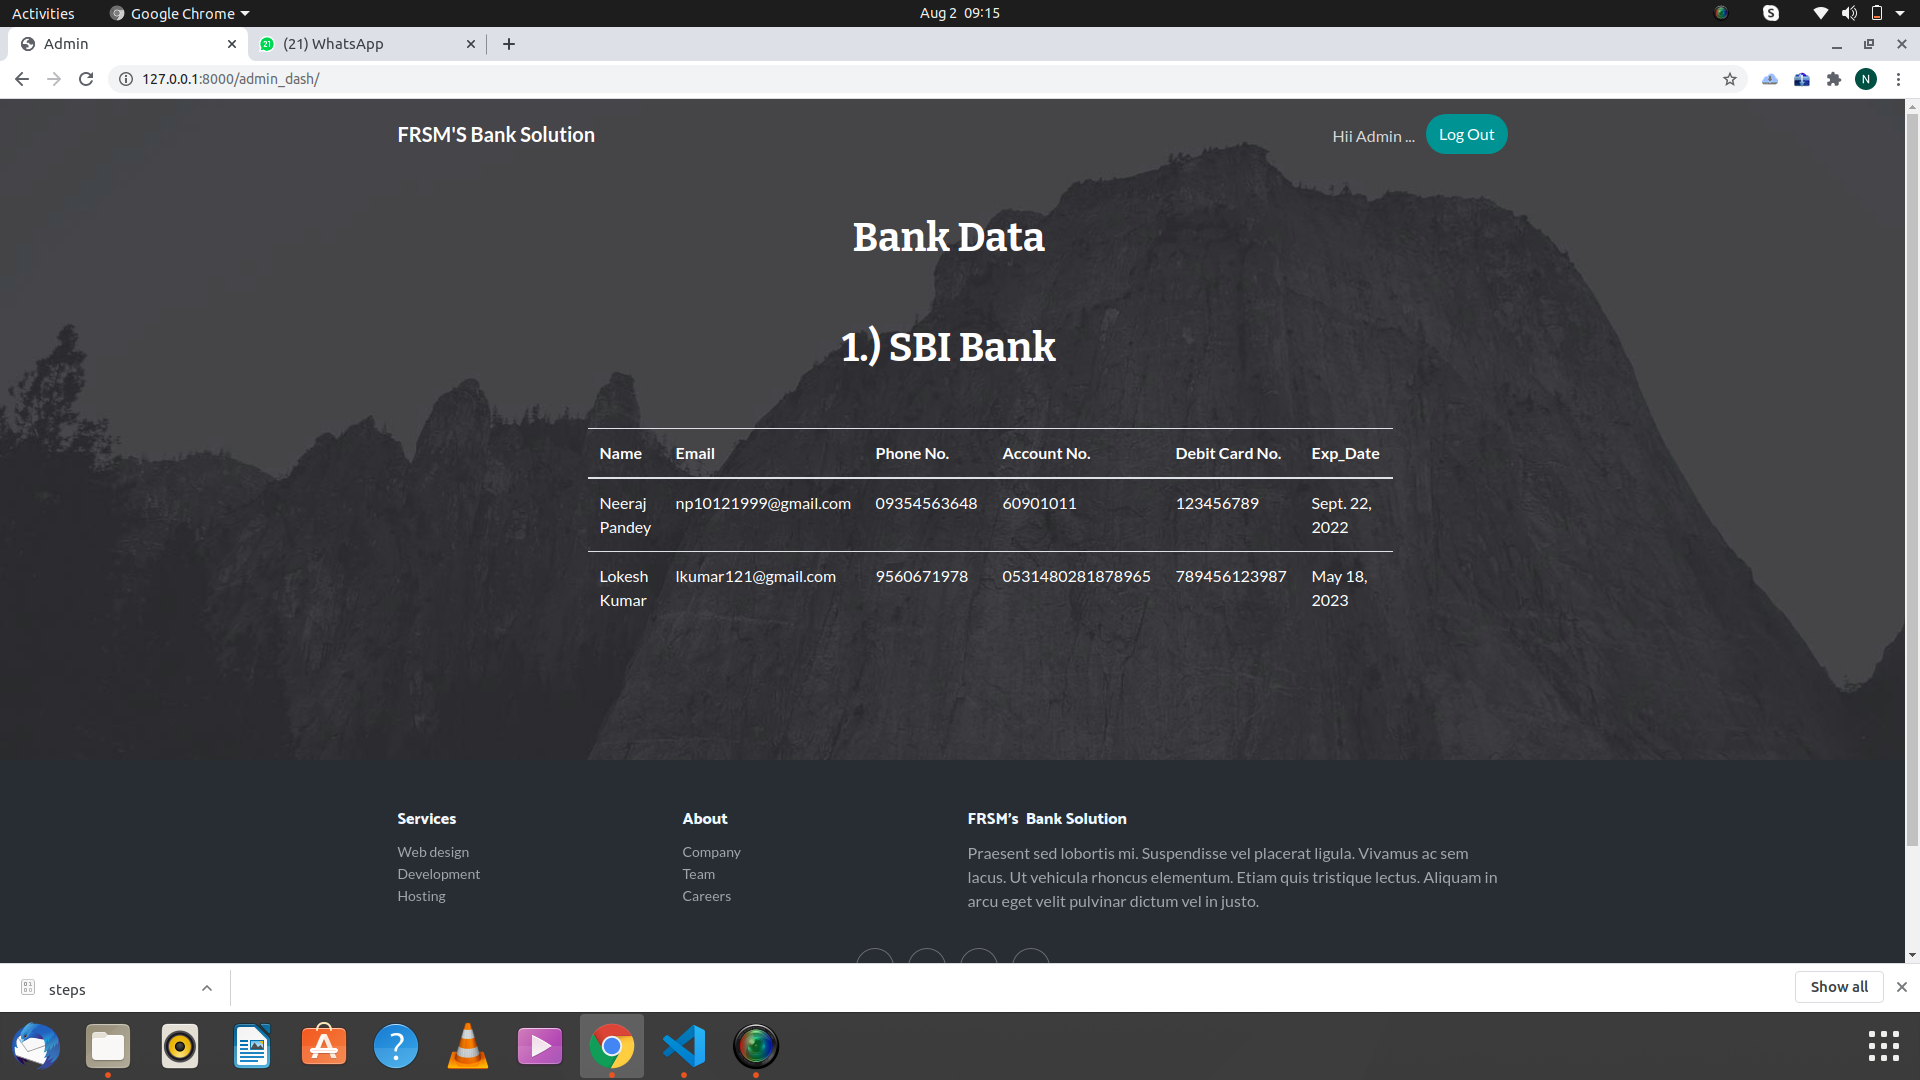 Activities Google Chrome Aug 2 09:15
Admin (21) WhatsApp
127.0.0.1:8000/admin_dash/ N
FRSM'S Bank Solution Hii Admin ... Log Out
Bank Data
1.) SBI Bank
Name Email Phone No. Account No. Debit Card No. Exp_Date
Neeraj np10121999@gmail.com 09354563648 60901011 123456789 Sept. 22,
Pandey 2022
Lokesh lkumar121@gmail.com 9560671978 0531480281878965 789456123987 May 18,
Kumar 2023
Services About FRSM's Bank Solution
Web design Company Praesent sed lobortis mi. Suspendisse vel placerat ligula. Vivamus ac sem
Development Team lacus. Ut vehicula rhoncus elementum. Etiam quis tristique lectus. Aliquam in
Hosting Careers arcu eget velit pulvinar dictum vel in justo.
steps Show all